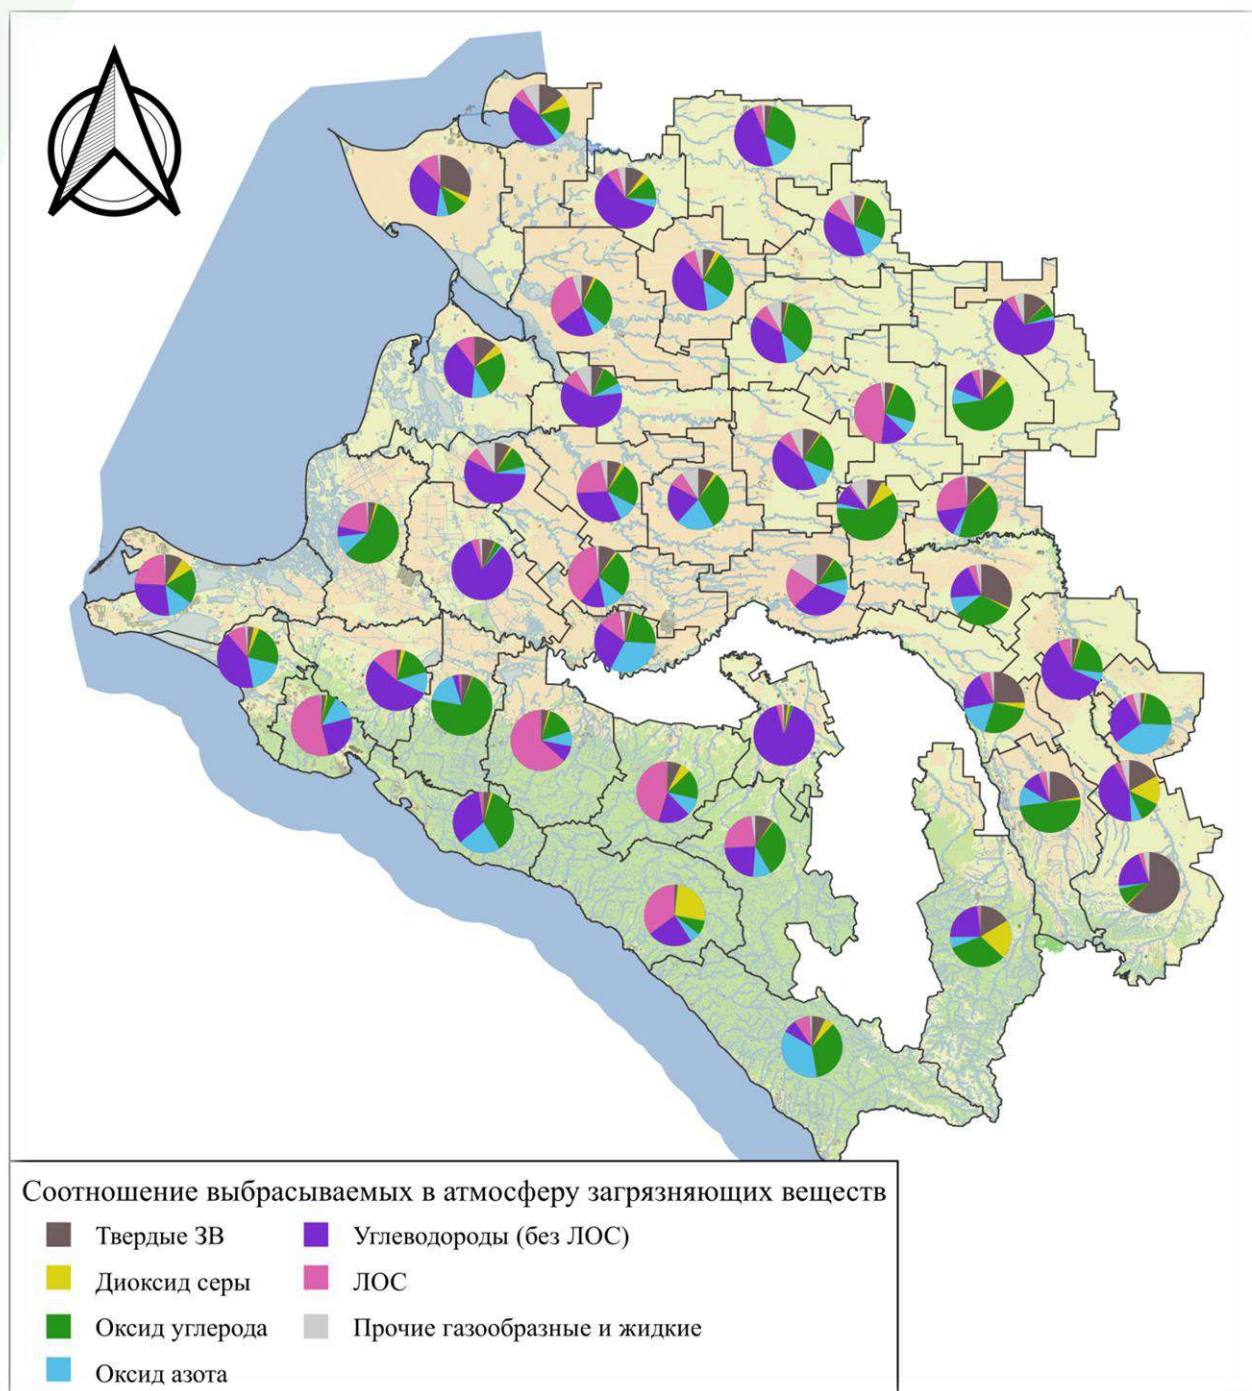 Соотношение выбрасываемых в атмосферу загрязняющих веществ
Твердые ЗВ
Диоксид серы
Оксид углерода
Оксид азота
Углеводороды (без ЛОС)
ЛОС
Прочие газообразные и жидкие